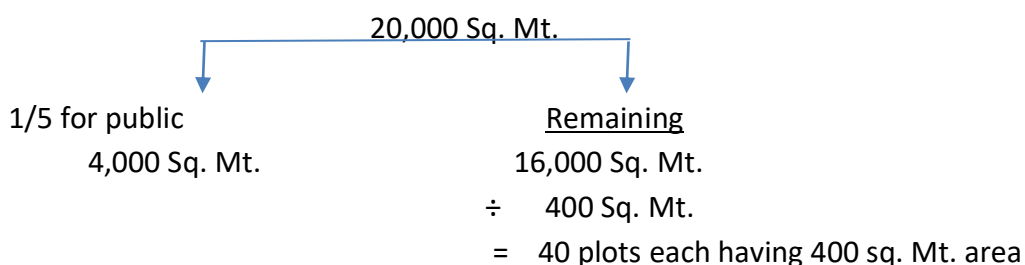 20,000 Sq. Mt.
1/5 for public Remaining
4,000 Sq. Mt. 16,000 Sq. Mt.
÷ 400 Sq. Mt.
= 40 plots each having 400 sq. Mt. area